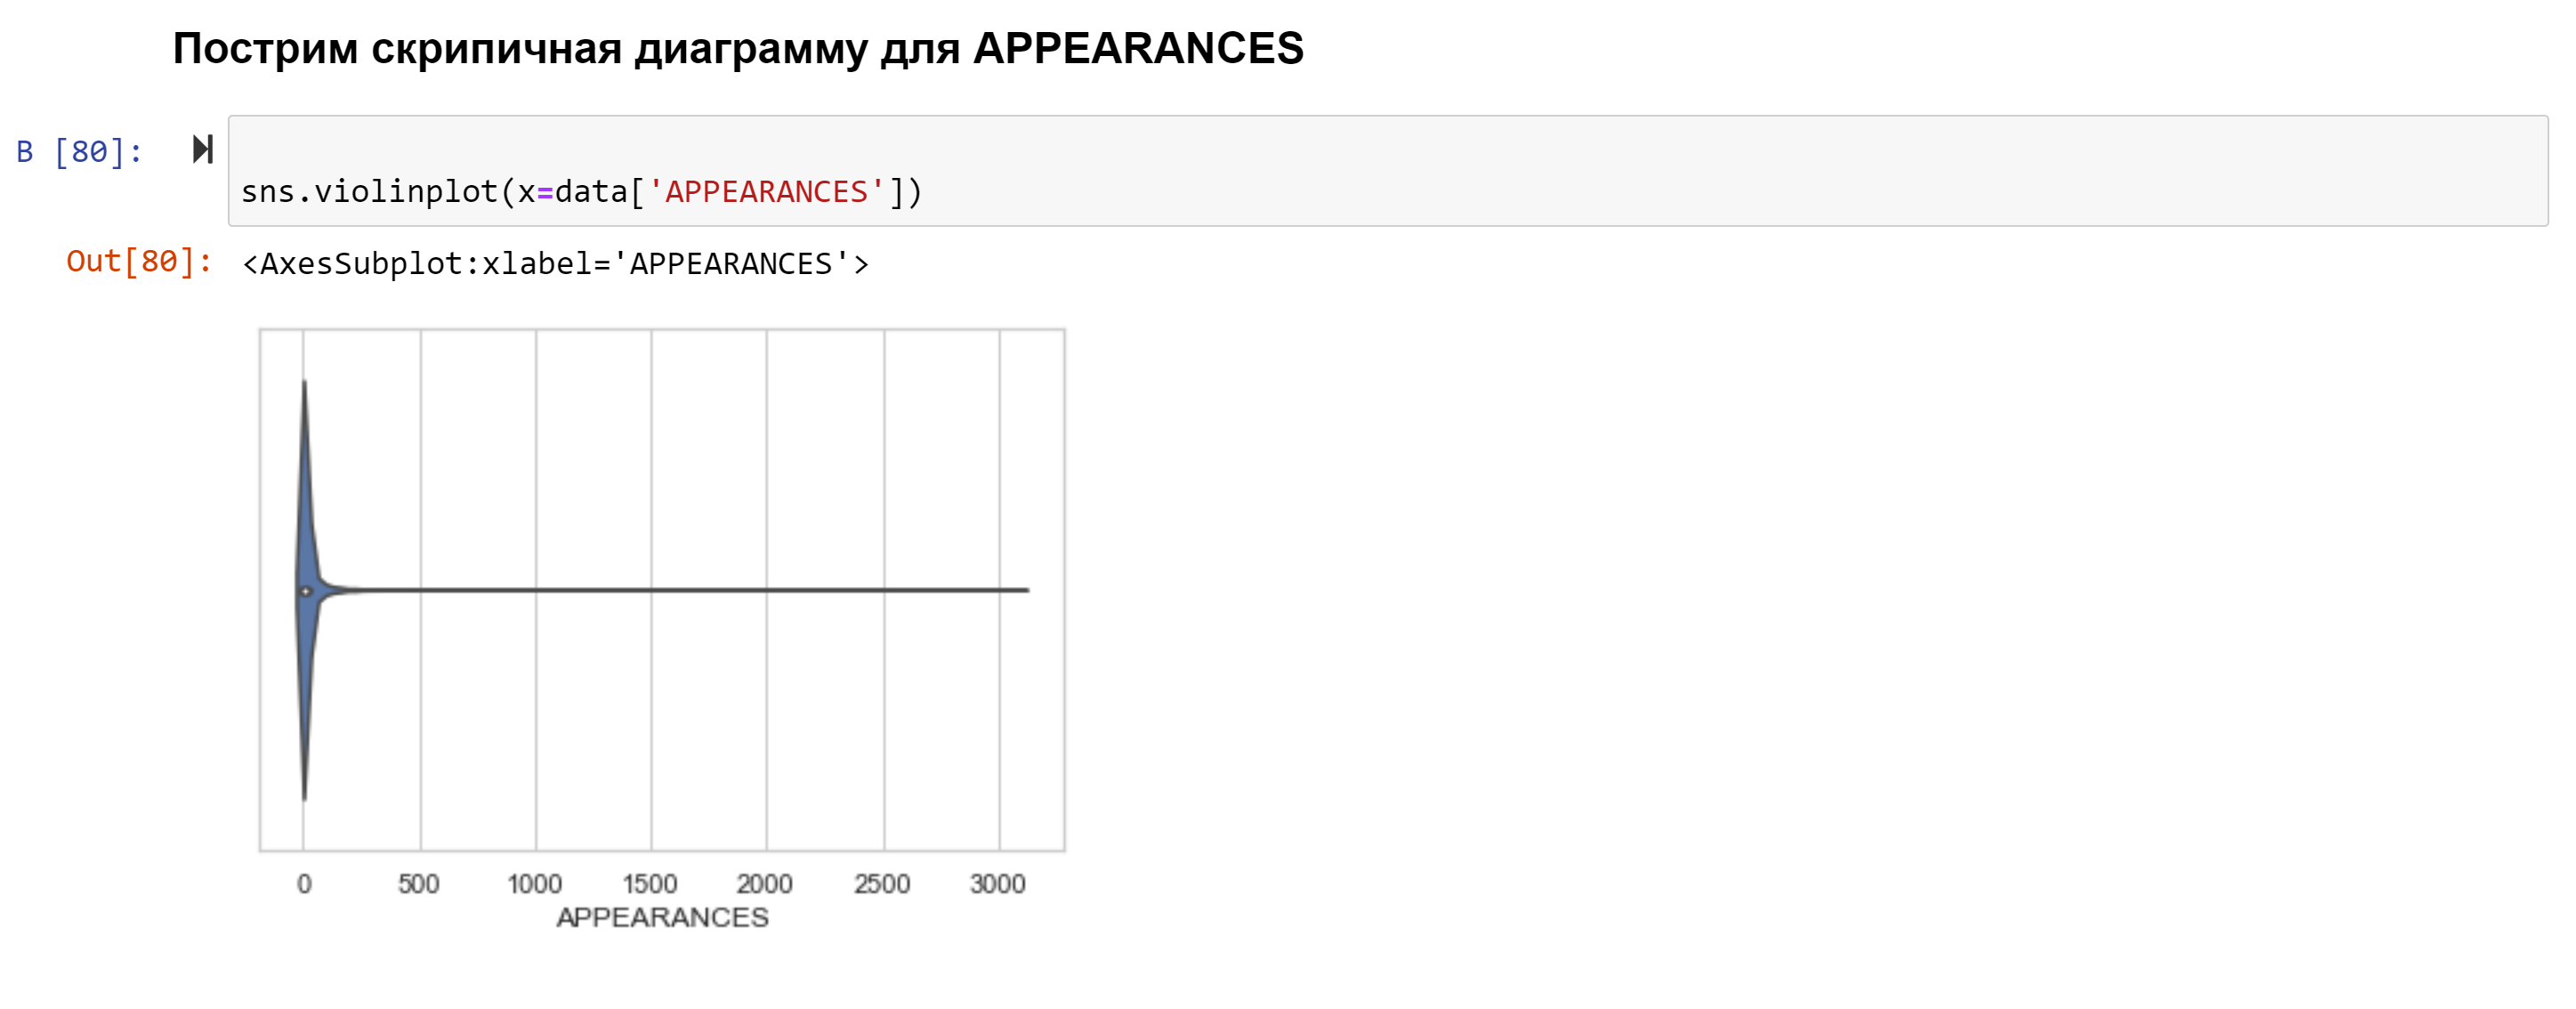 Пострим скрипичная диаграмму для APPEARANCES
В [80]:
sns.violinplot(x=data['APPEARANCES'])
Out[80]: <AxesSubplot:xlabel='APPEARANCES'>
0 500 1000 1500 2000 2500 3000
APPEARANCES